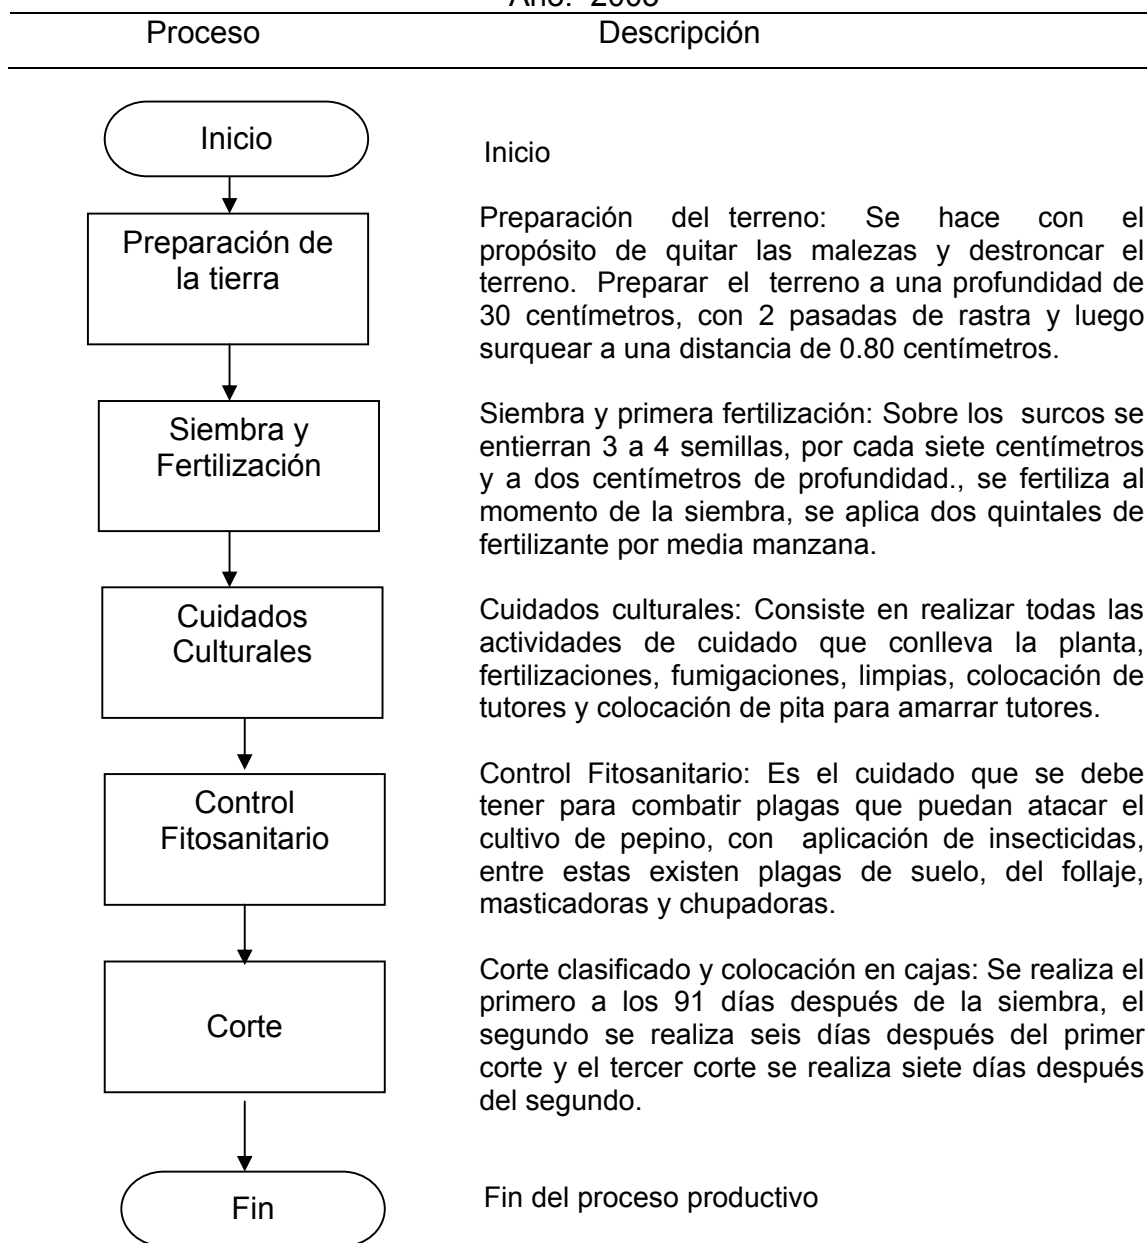 Proceso Descripción
Inicio
Inicio
Preparación de
la tierra
Preparación del terreno: Se hace con el
propósito de quitar las malezas y destroncar el
terreno. Preparar el terreno a una profundidad de
30 centímetros, con 2 pasadas de rastra y luego
surquear a una distancia de 0.80 centímetros.
Siembra y
Fertilización
Siembra y primera fertilización: Sobre los surcos se
entierran 3 a 4 semillas, por cada siete centímetros
y a dos centímetros de profundidad., se fertiliza al
momento de la siembra, se aplica dos quintales de
fertilizante por media manzana.
Cuidados
Culturales
Cuidados culturales: Consiste en realizar todas las
actividades de cuidado que conlleva la planta,
fertilizaciones, fumigaciones, limpias, colocación de
tutores y colocación de pita para amarrar tutores.
Control
Fitosanitario
Control Fitosanitario: Es el cuidado que se debe
tener para combatir plagas que puedan atacar el
cultivo de pepino, con aplicación de insecticidas,
entre estas existen plagas de suelo, del follaje,
masticadoras y chupadoras.
Corte
Corte clasificado y colocación en cajas: Se realiza el
primero a los 91 días después de la siembra, el
segundo se realiza seis días después del primer
corte y el tercer corte se realiza siete días después
del segundo.
Fin
Fin del proceso productivo